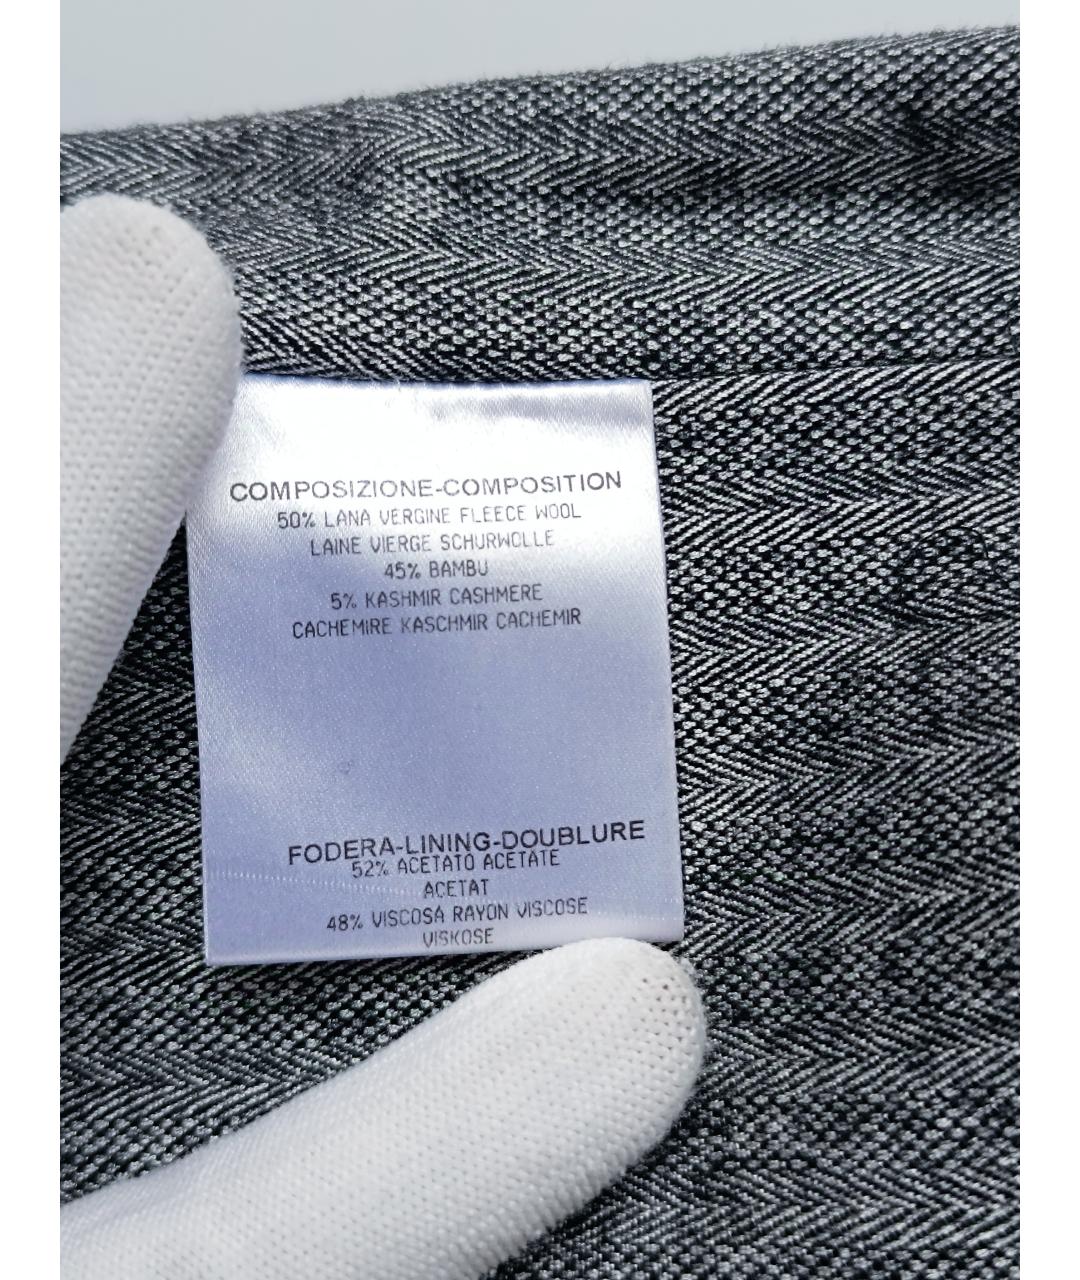 COMPOSIZIONE-COMPOSITION
50% LANA VERGINE FLEECE WOOL
LAINE VIERGE SCHURWOLLE
45% BAMBU
5% KASHMIR CASHMERE
CACHEMIRE KASCHMIR CACHEMIR
FODERA-LINING-DOUBLURE
52% ACETATO ACETATE
ACETAT
48% VISCOSA RAYON VISCOSE
VISKOSE